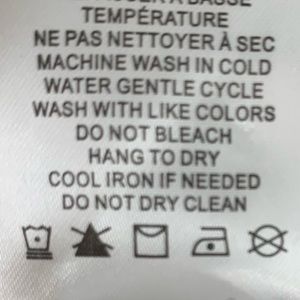 TEMPÉRATURE
NE PAS NETTOYER À SEC
MACHINE WASH IN COLD
WATER GENTLE CYCLE
WASH WITH LIKE COLORS
DO NOT BLEACH
HANG TO DRY
COOL IRON IF NEEDED
DO NOT DRY CLEAN